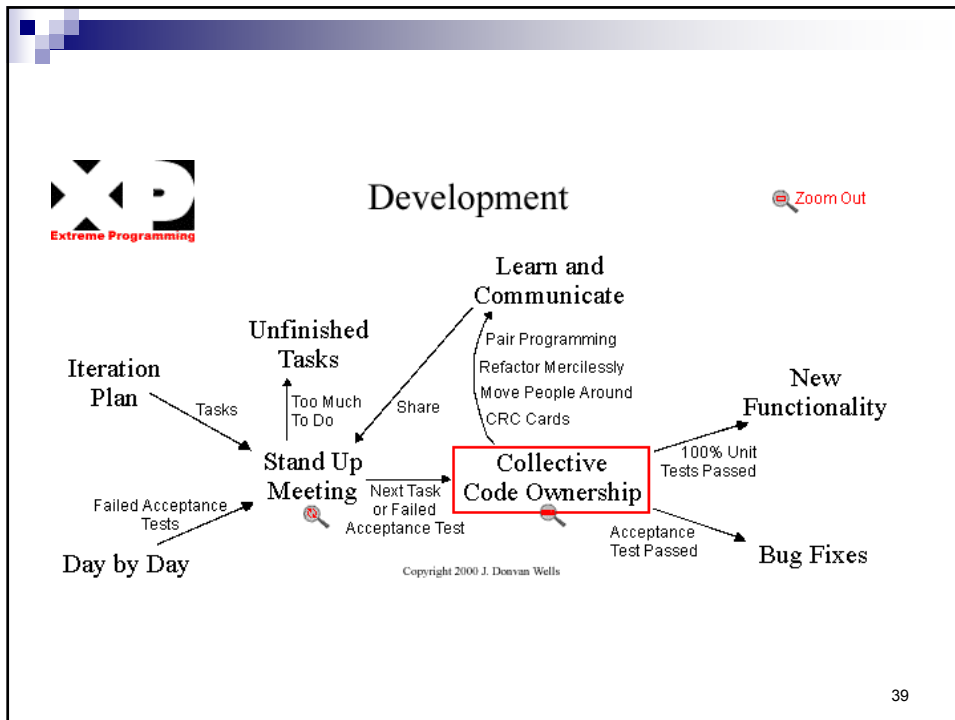 XP
Extreme Programming
Development
Zoom Out
Learn and
Communicate
Unfinished
Tasks
Pair Programming
Refactor Mercilessly
Move People Around
CRC Cards
Iteration
Plan
Tasks
Too Much
To Do
Share
New
Functionality
Stand Up
Meeting
Next Task
or Failed
Acceptance Test
Collective
Code Ownership
100% Unit
Tests Passed
Failed Acceptance
Tests
Day by Day
Acceptance
Test Passed
Bug Fixes
Copyright 2000 J. Donvan Wells
39